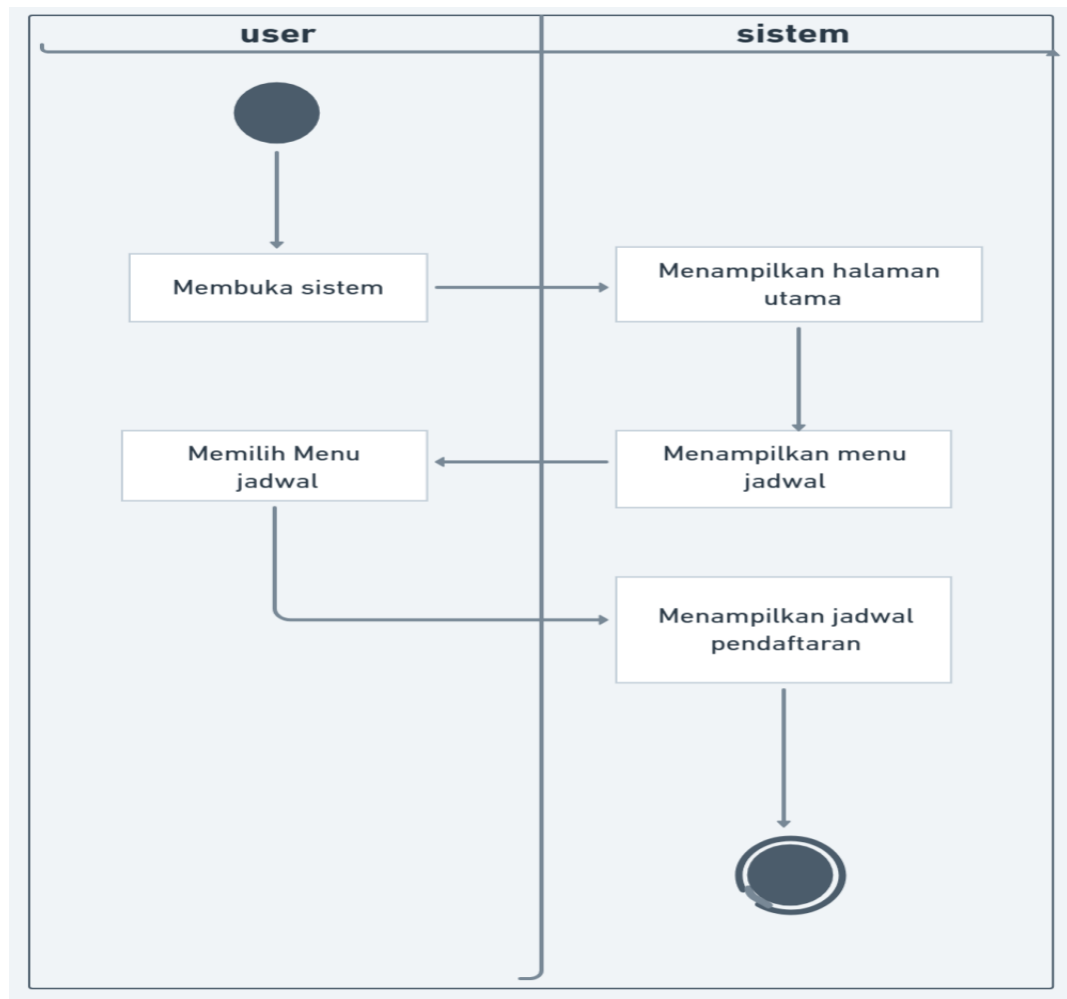 user
sistem
Membuka sistem
Menampilkan halaman
utama
Memilih Menu
jadwal
Menampilkan menu
jadwal
Menampilkan jadwal
pendaftaran